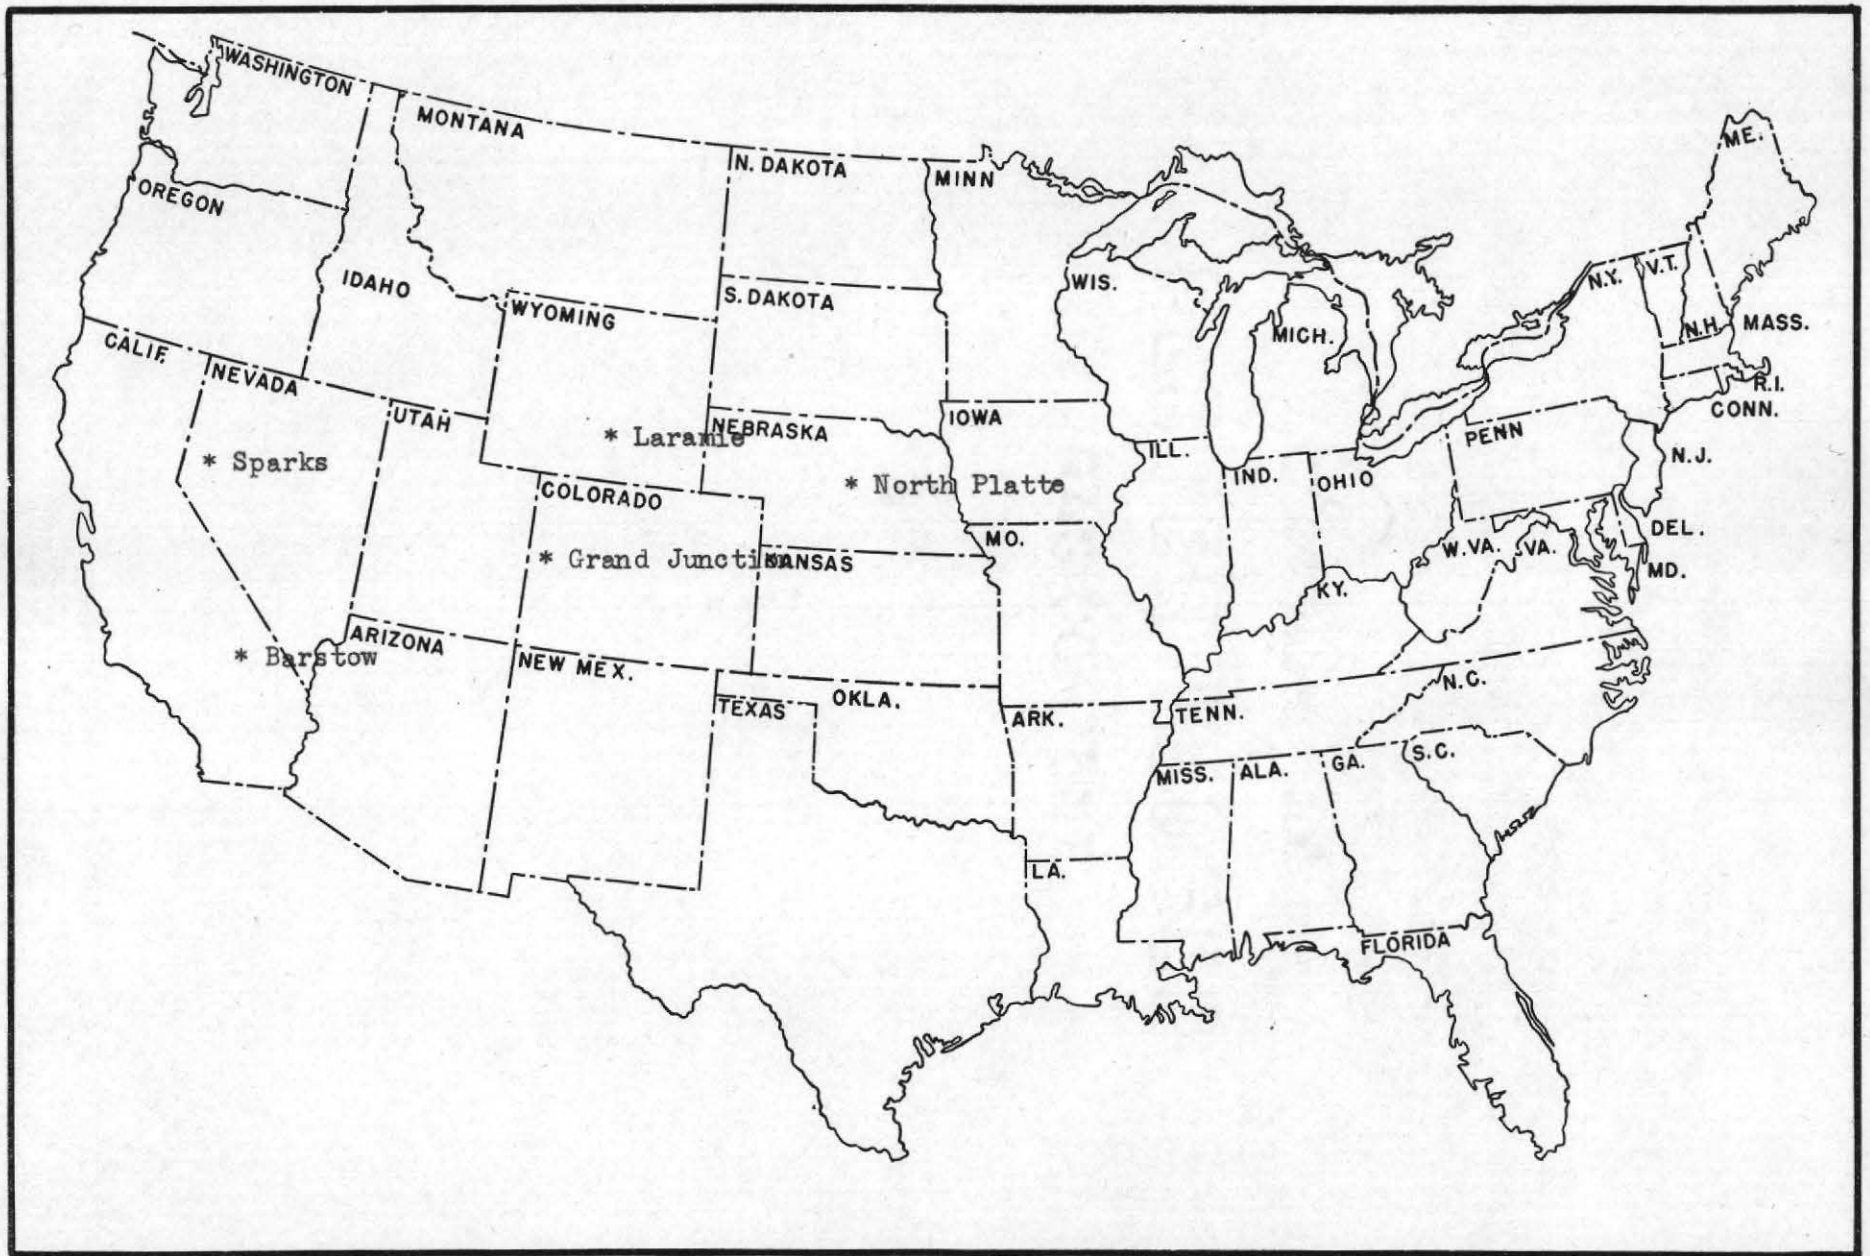 WASHINGTON
MONTANA
N. DAKOTA
MINN
ME.
OREGON
IDAHO
WYOMING
S. DAKOTA
WIS.
MICH.
N.Y.
V.T.
N.H.
MASS.
R.I.
CONN.
CALIF.
NEVADA
UTAH
* Laramie
NEBRASKA
IOWA
ILL.
IND.
OHIO
PENN
N.J.
* Sparks
COLORADO
* North Platte
MO.
W.VA.
VA.
DEL.
MD.
* Grand Junction
KANSAS
KY.
* Barstow
ARIZONA
NEW MEX.
TEXAS
OKLA.
ARK.
TENN.
N.C.
MISS.
ALA.
GA.
S.C.
LA.
FLORIDA